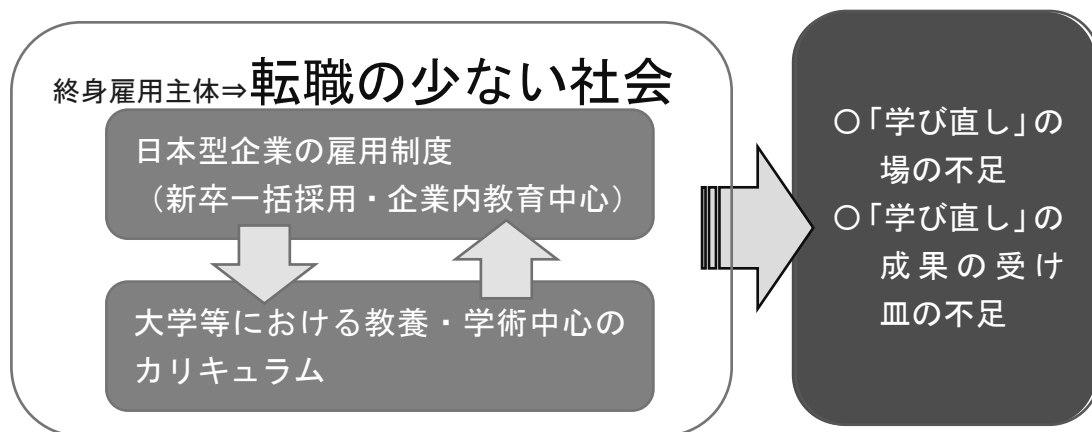 終身雇用主体⇒転職の少ない社会
日本型企業の雇用制度
（新卒一括採用・企業内教育中心）
大学等における教養・学術中心の
カリキュラム
○「学び直し」の
場の不足
○「学び直し」の
成果の受け
皿の不足